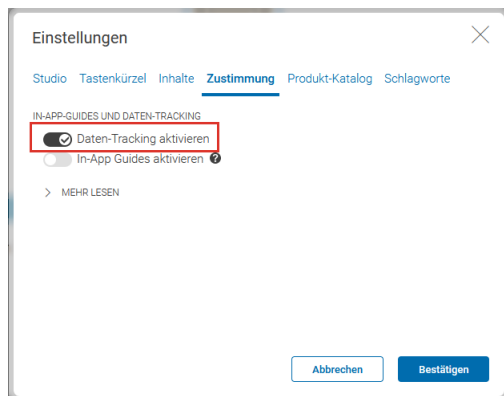 Einstellungen
Studio Tastenkürzel Inhalte Zustimmung Produkt-Katalog Schlagworte
IN-APP-GUIDES UND DATEN-TRACKING
Daten-Tracking aktivieren
In-App Guides aktivieren ?
> MEHR LESEN
Abbrechen Bestätigen